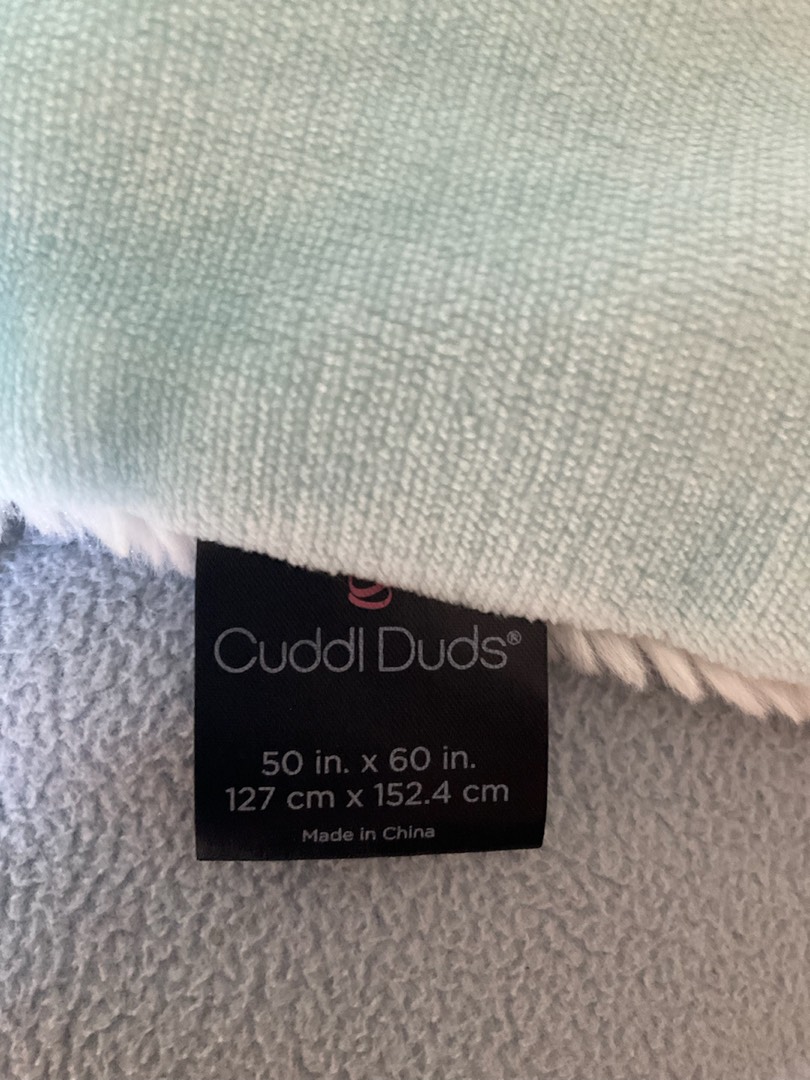 Cuddl Duds®
50 in. x 60 in.
127 cm x 152.4 cm
Made in China